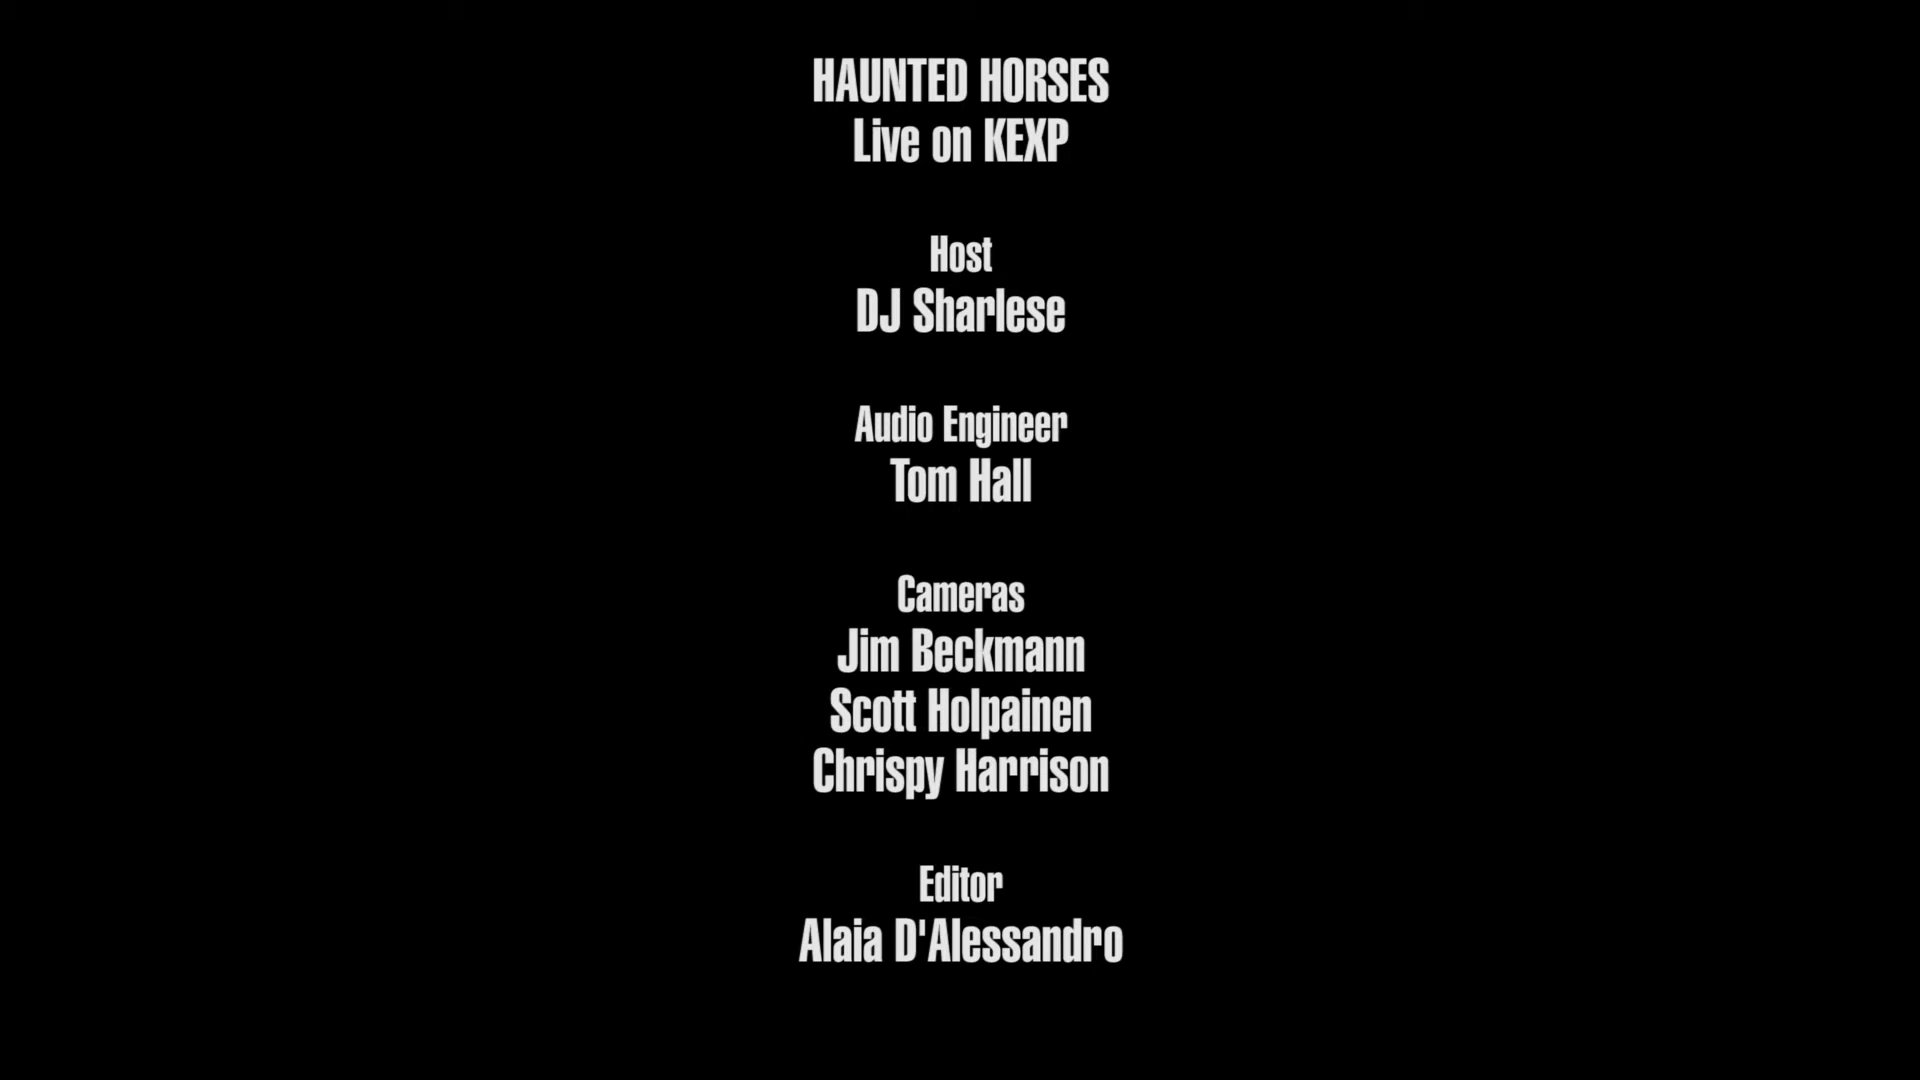 HAUNTED HORSES
Live on KEXP
Host
DJ Sharlese
Audio Engineer
Tom Hall
Cameras
Jim Beckmann
Scott Holpainen
Chrispy Harrison
Editor
Alaia D'Alessandro